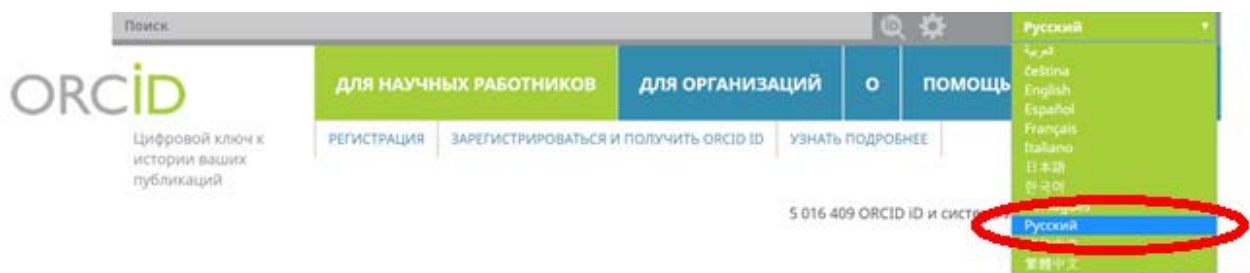 Поиск
Русский
ORCID
Цифровой ключ к
истории ваших
публикаций
ДЛЯ НАУЧНЫХ РАБОТНИКОВ
ДЛЯ ОРГАНИЗАЦИЙ
О
ПОМОЩЬ
РЕГИСТРАЦИЯ
ЗАРЕГИСТРИРОВАТЬСЯ И ПОЛУЧИТЬ ORCID ID
УЗНАТЬ ПОДРОБНЕЕ
5 016 409 ORCID iD и
العربية
čeština
English
Español
Français
Italiano
日本語
한국어
Русский
繁體中文